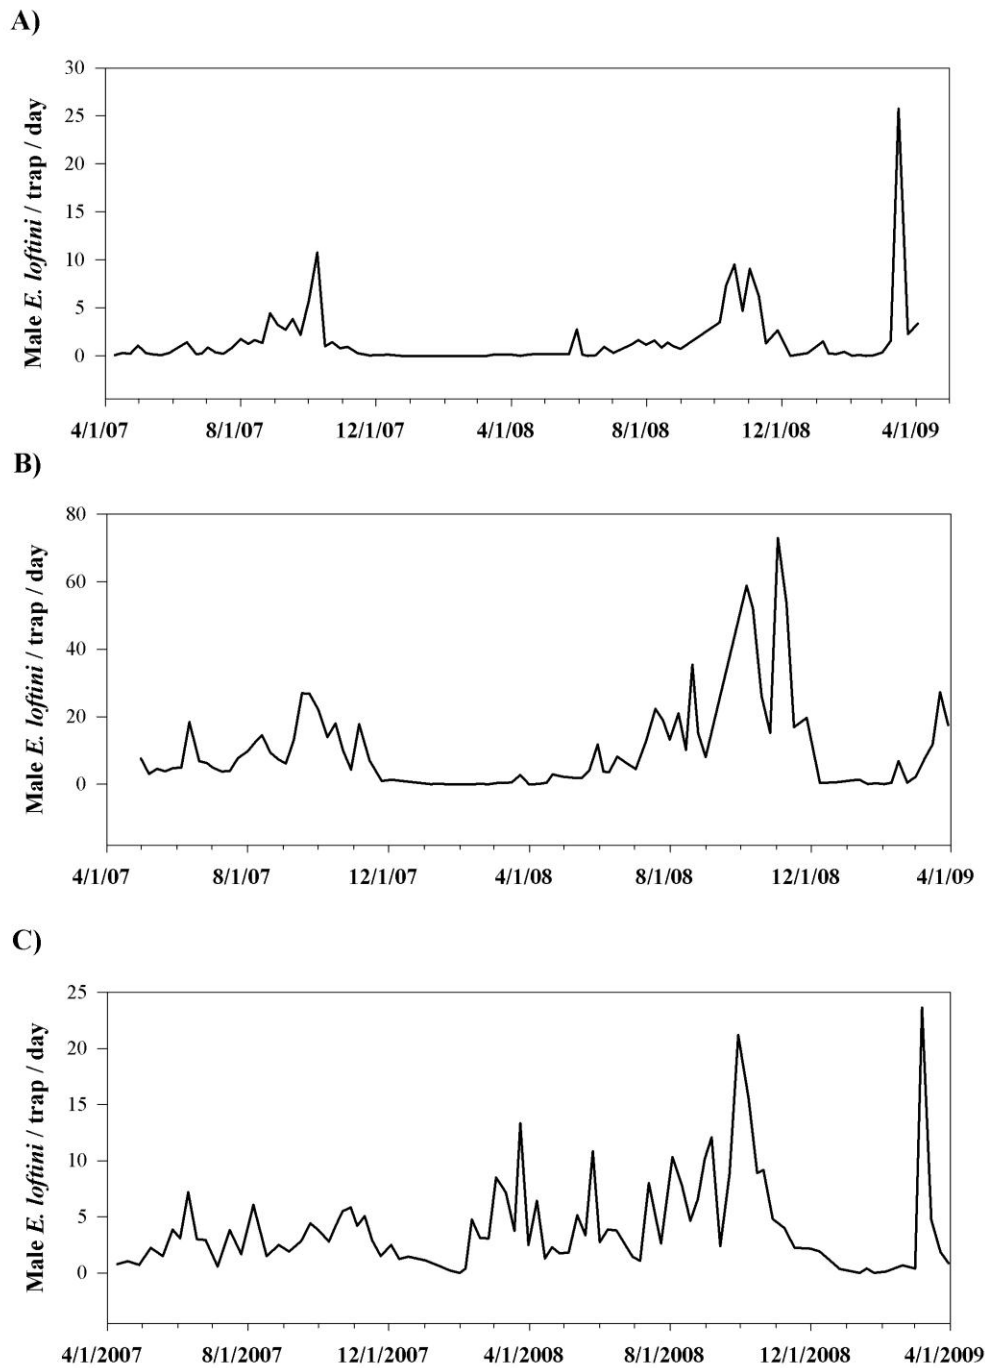 A)
Male E. loftini / trap / day
30
25
20
15
10
5
0
4/1/07 8/1/07 12/1/07 4/1/08 8/1/08 12/1/08 4/1/09
B)
Male E. loftini / trap / day
80
60
40
20
0
4/1/07 8/1/07 12/1/07 4/1/08 8/1/08 12/1/08 4/1/09
C)
Male E. loftini / trap / day
25
20
15
10
5
0
4/1/2007 8/1/2007 12/1/2007 4/1/2008 8/1/2008 12/1/2008 4/1/2009